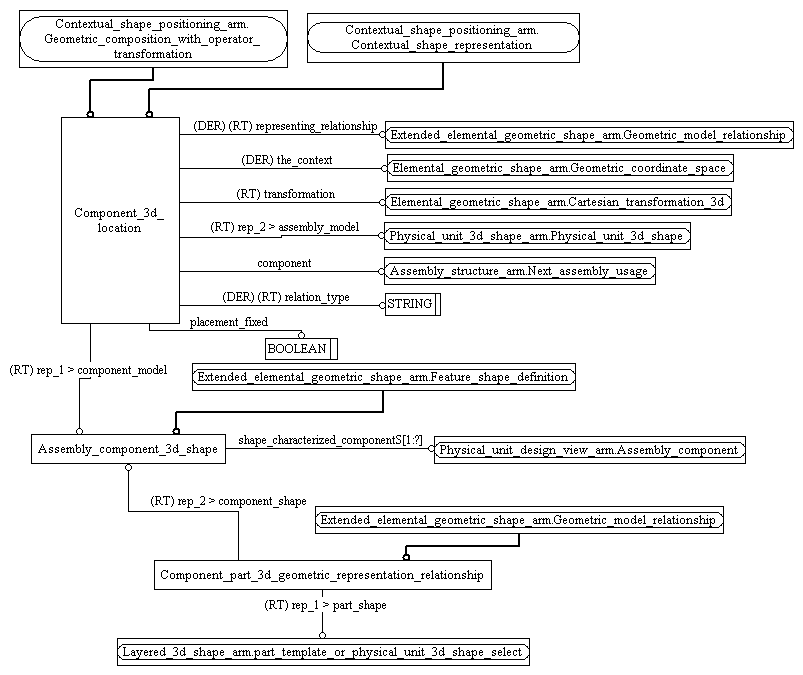 Contextual_shape_positioning_arm.
Geometric_composition_with_operator_
transformation
Contextual_shape_positioning_arm.
Contextual_shape_representation
(DER) (RT) representing_relationship
Extended_elemental_geometric_shape_arm.Geometric_model_relationship
(DER) the_context
Elemental_geometric_shape_arm.Geometric_coordinate_space
(RT) transformation
Elemental_geometric_shape_arm.Cartesian_transformation_3d
Component_3d_
location
(RT) rep_2 > assembly_model
Physical_unit_3d_shape_arm.Physical_unit_3d_shape
component
Assembly_structure_arm.Next_assembly_usage
(DER) (RT) relation_type
STRING
placement_fixed
BOOLEAN
(RT) rep_1 > component_model
Extended_elemental_geometric_shape_arm.Feature_shape_definition
Assembly_component_3d_shape
shape_characterized_componentS[1:?]
Physical_unit_design_view_arm.Assembly_component
(RT) rep_2 > component_shape
Extended_elemental_geometric_shape_arm.Geometric_model_relationship
Component_part_3d_geometric_representation_relationship
(RT) rep_1 > part_shape
Layered_3d_shape_arm.part_template_or_physical_unit_3d_shape_select